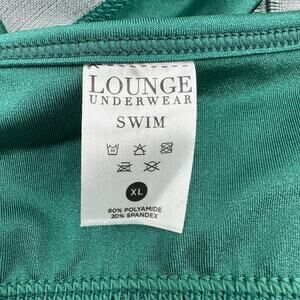 LOUNGE
UNDERWEAR
SWIM
XL
80% POLYAMIDE
20% SPANDEX